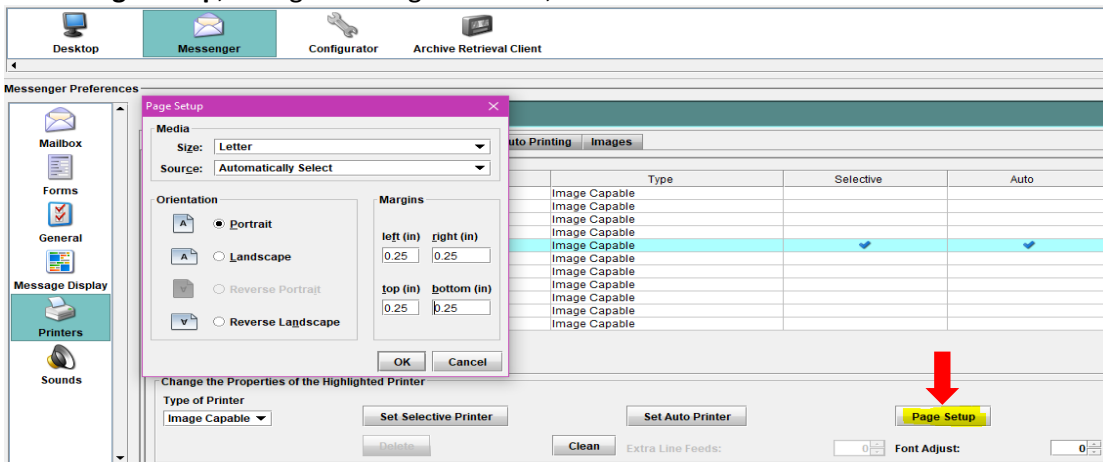 Desktop
Messenger
Configurator
Archive Retrieval Client
Messenger Preferences
Mailbox
Forms
General
Message Display
Printers
Sounds
Page Setup
Media
Size: Letter
Source: Automatically Select
Orientation
Portrait
Landscape
Reverse Portrait
Reverse Landscape
Margins
left (in) right (in)
0.25 0.25
top (in) bottom (in)
0.25 0.25
OK Cancel
Printing Images
Type Selective Auto
Image Capable
Image Capable
Image Capable
Image Capable
Image Capable
Image Capable
Image Capable
Image Capable
Image Capable
Image Capable
Image Capable
Change the Properties of the Highlighted Printer
Type of Printer
Image Capable
Set Selective Printer
Set Auto Printer
Page Setup
Delete
Clean
Extra Line Feeds: 0
Font Adjust: 0